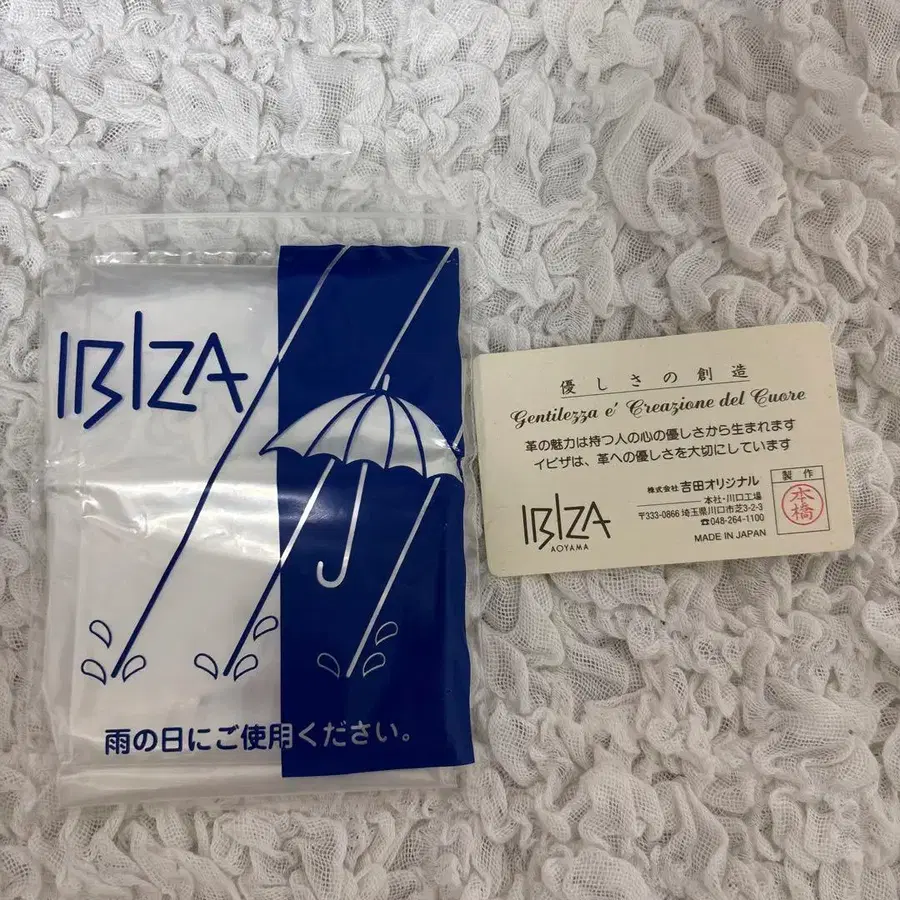 IBIZA
雨の日にご使用ください。
優しさの創造
Gentilezza e' Creazione del Cuore
革の魅力は持つ人の心の優しさから生まれます
イビザは、革への優しさを大切にしています
株式会社 吉田オリジナル
本社・川口工場
〒333-0866 埼玉県川口市芝3-2-3
☎048-264-1100
MADE IN JAPAN
IBIZA
AOYAMA
製作
本橋